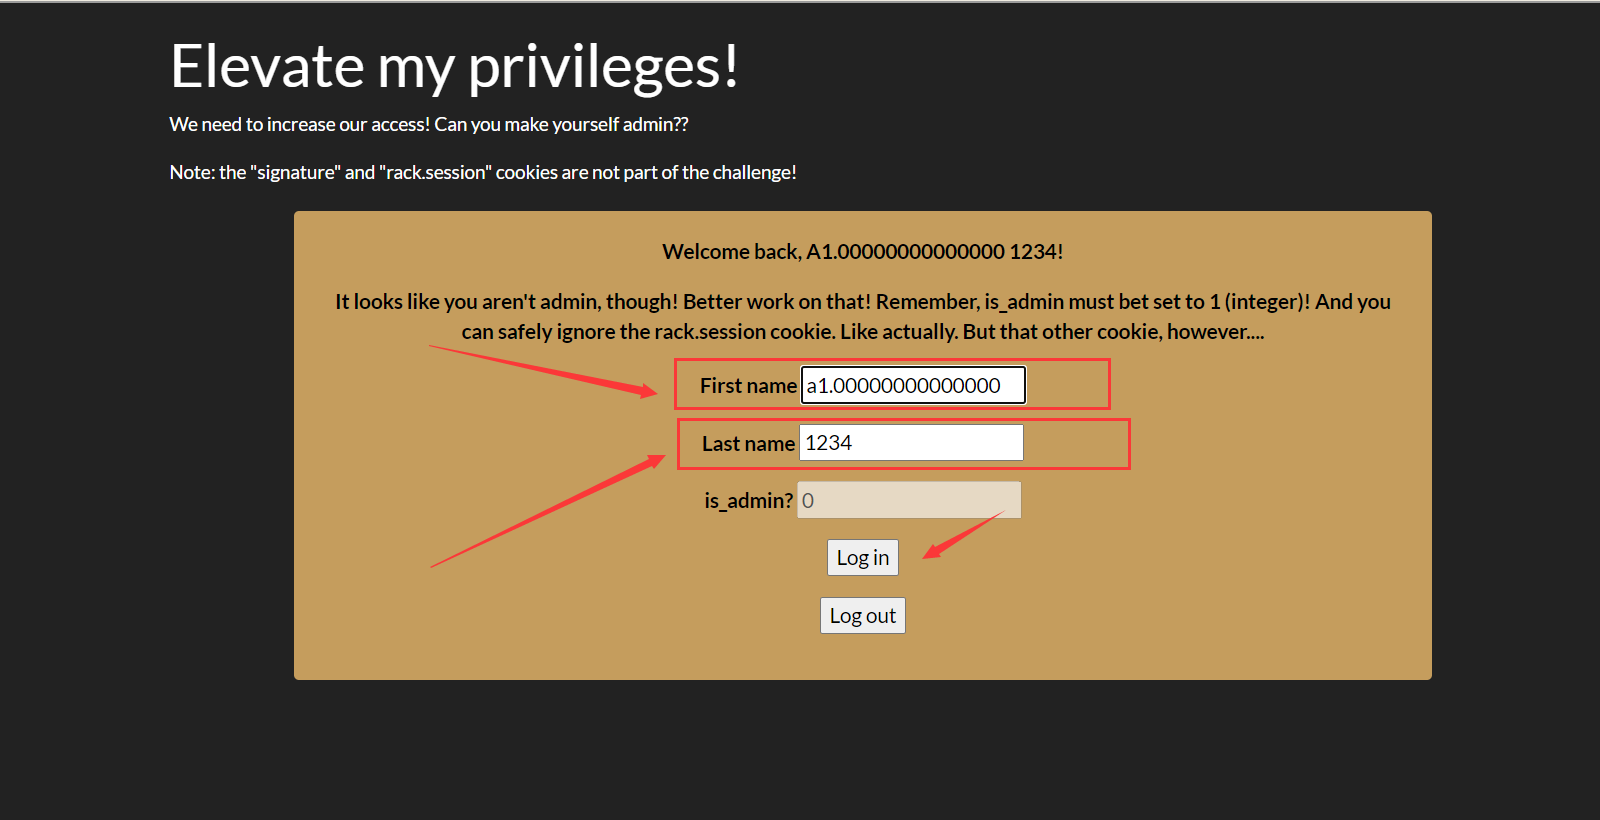 Elevate my privileges!
We need to increase our access! Can you make yourself admin??
Note: the "signature" and "rack.session" cookies are not part of the challenge!
Welcome back, A1.00000000000000 1234!
It looks like you aren't admin, though! Better work on that! Remember, is_admin must bet set to 1 (integer)! And you
can safely ignore the rack.session cookie. Like actually. But that other cookie, however....
First name a1.00000000000000
Last name 1234
is_admin? 0
Log in
Log out